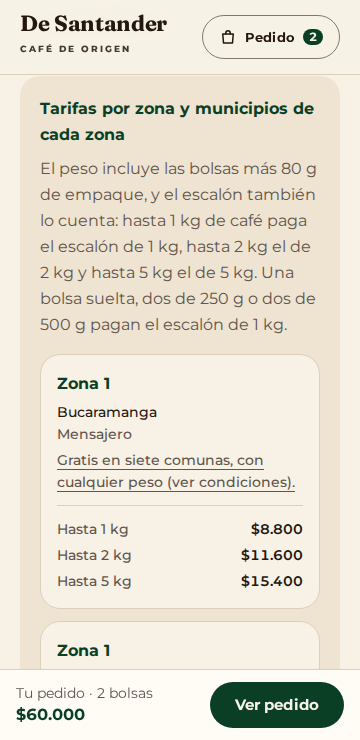 De Santander
CAFÉ DE ORIGEN
Pedido 2
Tarifas por zona y municipios de
cada zona
El peso incluye las bolsas más 80 g
de empaque, y el escalón también
lo cuenta: hasta 1 kg de café paga
el escalón de 1 kg, hasta 2 kg el de
2 kg y hasta 5 kg el de 5 kg. Una
bolsa suelta, dos de 250 g o dos de
500 g pagan el escalón de 1 kg.
Zona 1
Bucaramanga
Mensajero
Gratis en siete comunas, con
cualquier peso (ver condiciones).
Hasta 1 kg $8.800
Hasta 2 kg $11.600
Hasta 5 kg $15.400
Zona 1
Tu pedido · 2 bolsas
$60.000
Ver pedido